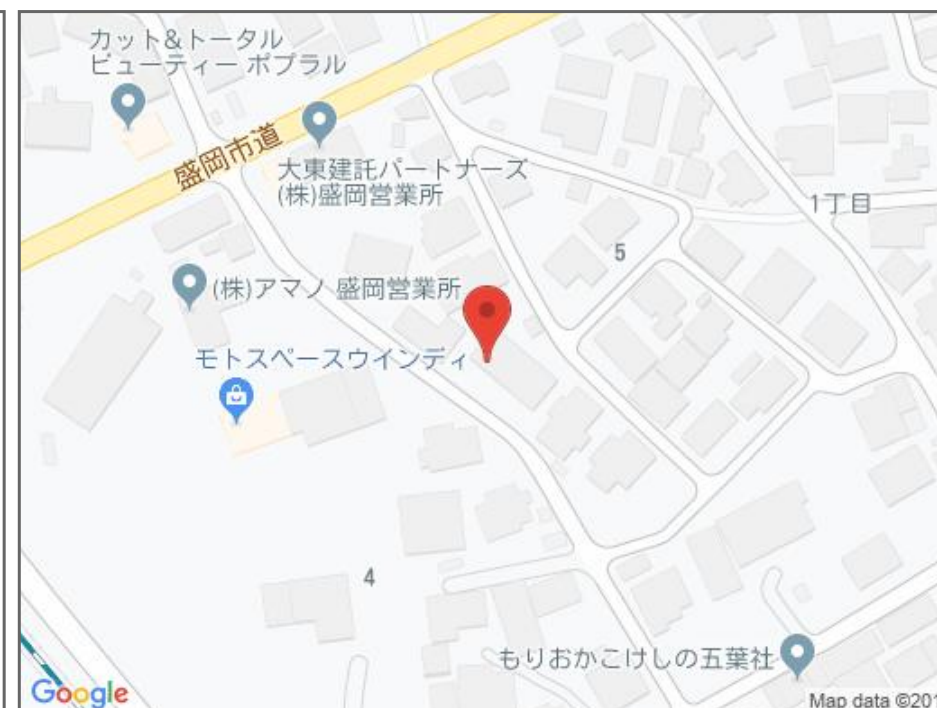 カット&トータル
ビューティー ポプラル
盛岡市道
大東建託パートナーズ
(株)盛岡営業所
1丁目
5
(株)アマノ 盛岡営業所
モトスペースウインディ
4
もりおかこけしの五葉社
Google
Map data ©201